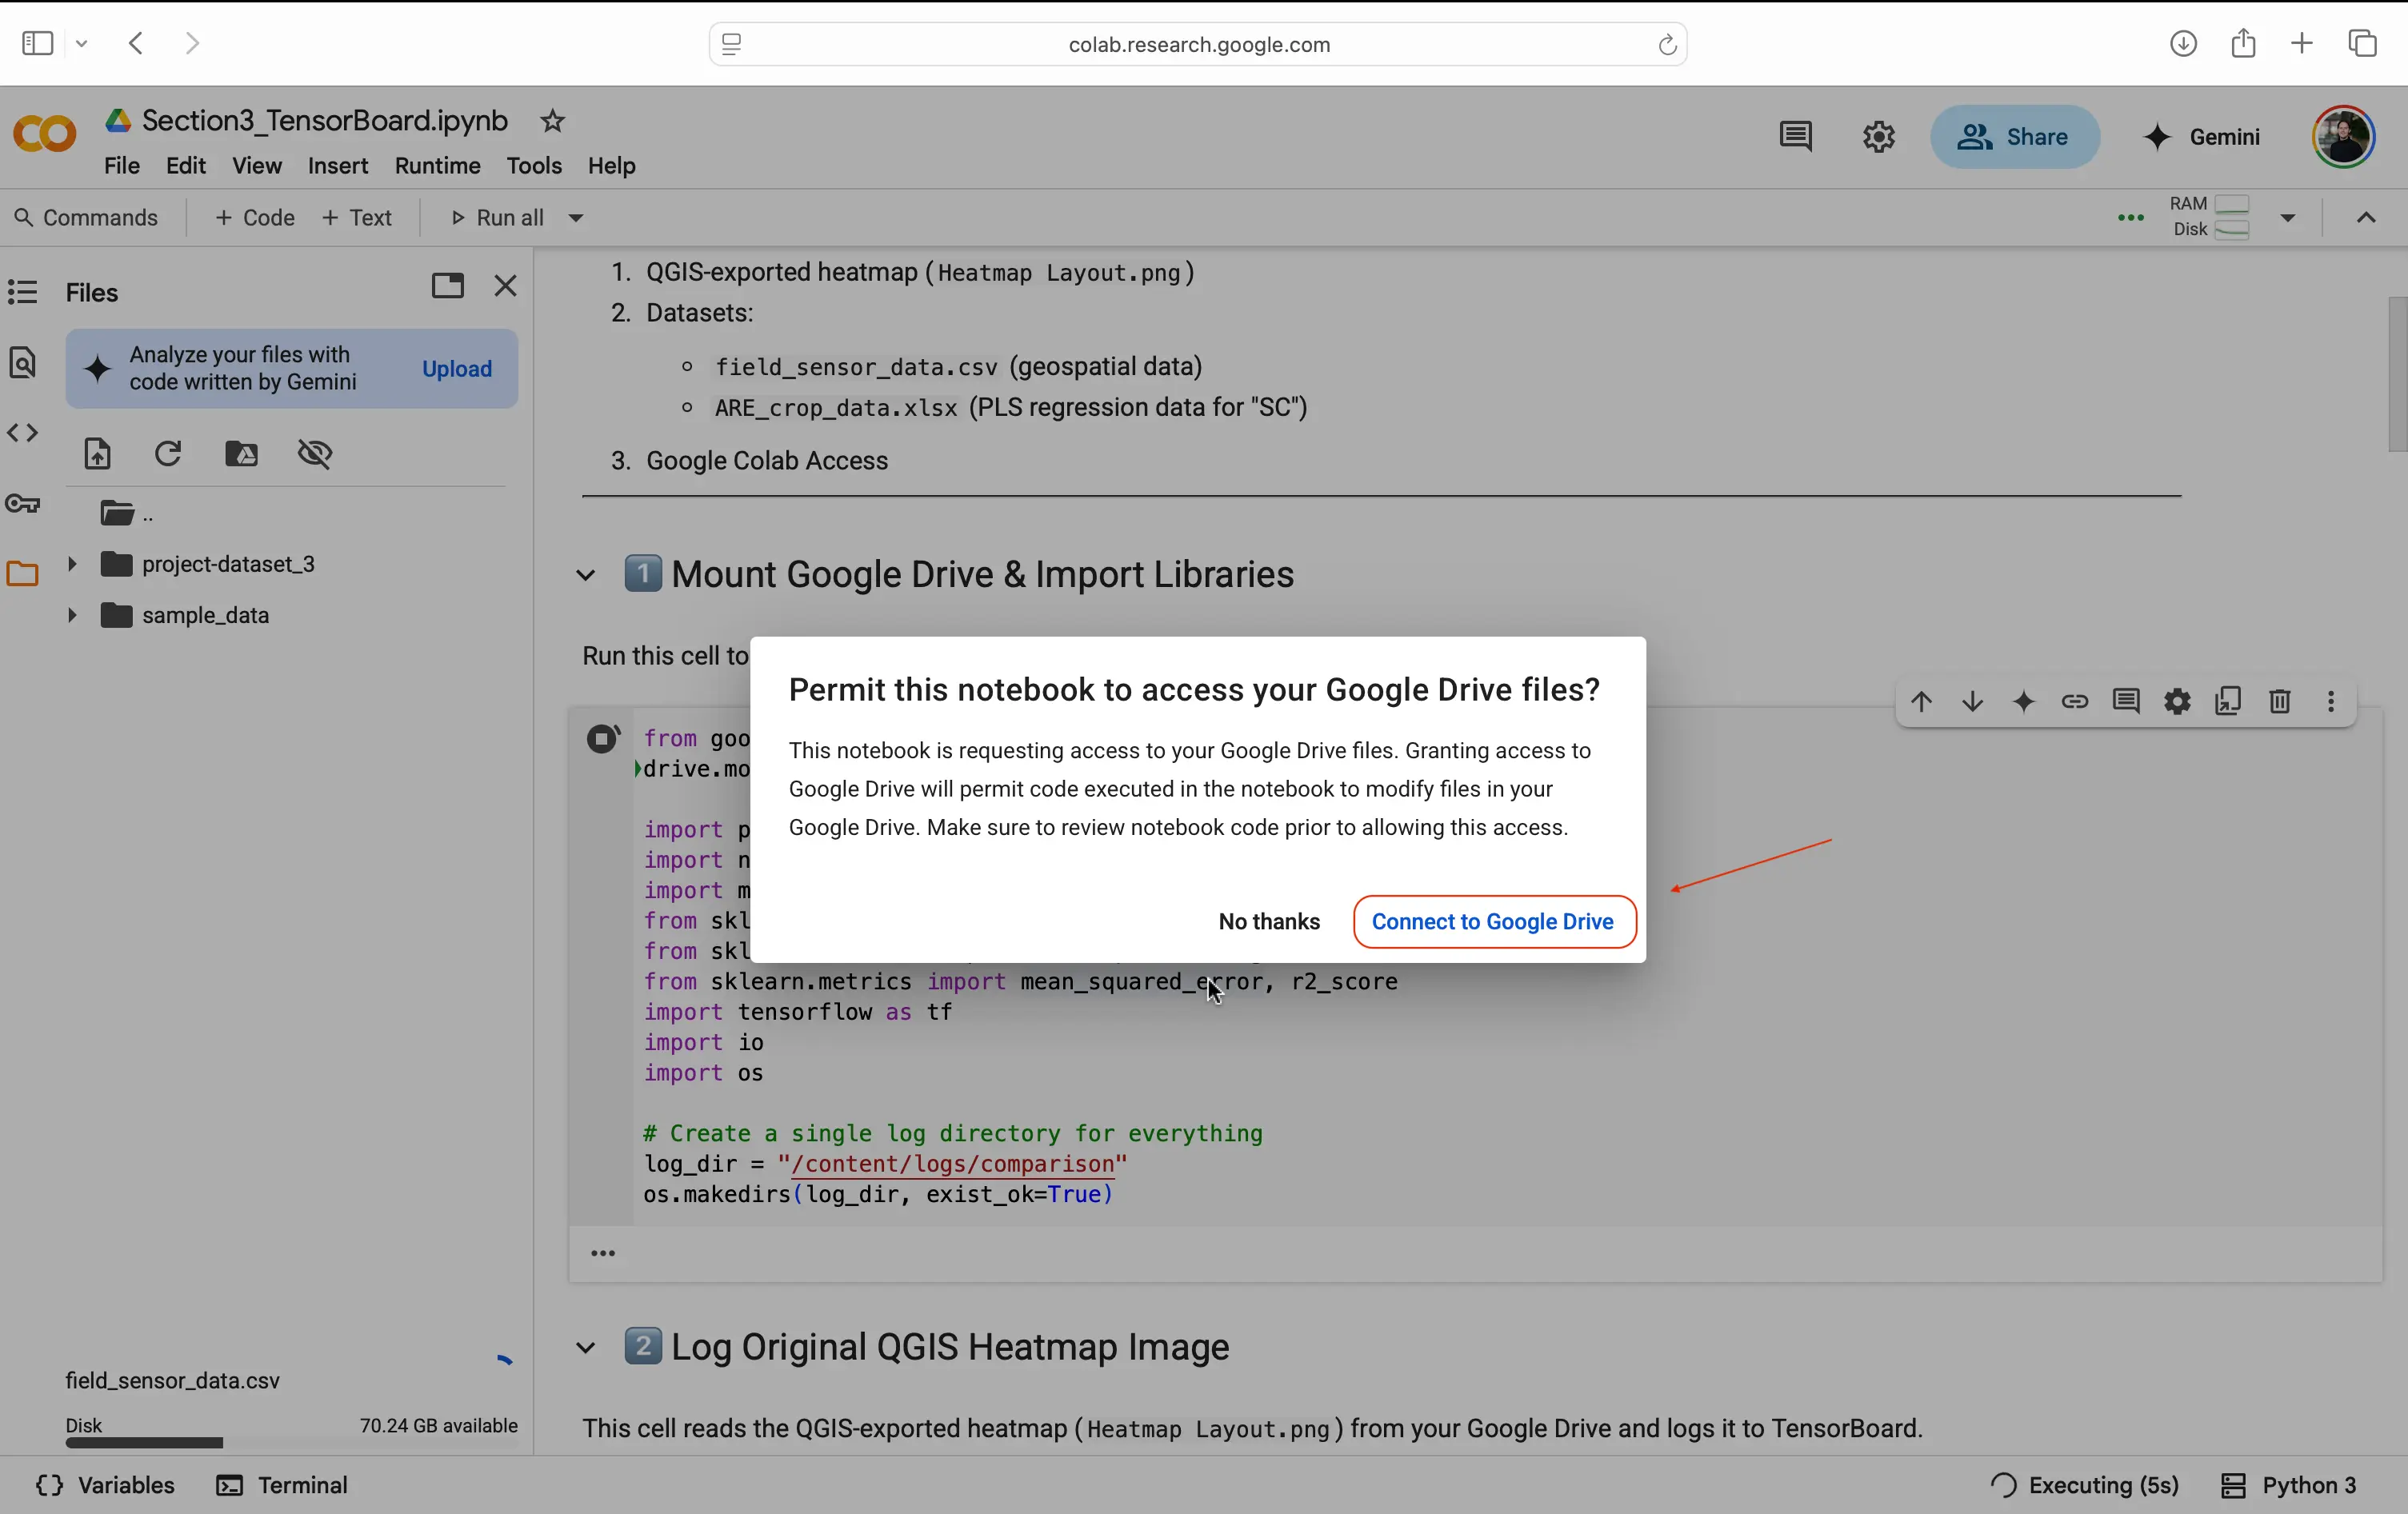 colab.research.google.com
Section3_TensorBoard.ipynb
File Edit View Insert Runtime Tools Help
Share
Gemini
Commands + Code + Text Run all
RAM
Disk
Files
Analyze your files with
code written by Gemini
Upload
..
project-dataset_3
sample_data
field_sensor_data.csv
Disk 70.24 GB available
1. QGIS-exported heatmap (Heatmap Layout.png)
2. Datasets:
field_sensor_data.csv (geospatial data)
ARE_crop_data.xlsx (PLS regression data for "SC")
3. Google Colab Access
1 Mount Google Drive & Import Libraries
Run this cell to
from goo
drive.mo
import p
import n
import m
from skl
from skl
from sklearn.metrics import mean_squared_error, r2_score
import tensorflow as tf
import io
import os
# Create a single log directory for everything
log_dir = "/content/logs/comparison"
os.makedirs(log_dir, exist_ok=True)
Permit this notebook to access your Google Drive files?
This notebook is requesting access to your Google Drive files. Granting access to
Google Drive will permit code executed in the notebook to modify files in your
Google Drive. Make sure to review notebook code prior to allowing this access.
No thanks Connect to Google Drive
2 Log Original QGIS Heatmap Image
This cell reads the QGIS-exported heatmap (Heatmap Layout.png) from your Google Drive and logs it to TensorBoard.
{} Variables Terminal
Executing (5s) Python 3